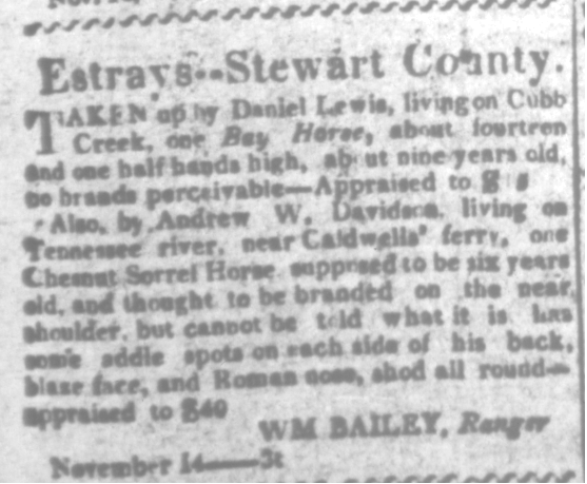 Estrays--Stewart County.
TAKEN up by Daniel Lewis, living on Cubb
Creek, one Bay Horse, about fourteen
and one half hands high, about nine years old,
no brands perceivable—Appraised to
Also, by Andrew W. Davidson, living on
Tennessee river, near Caldwells' ferry, one
Chesnut Sorrel Horse supposed to be six years
old, and thought to be branded on the near
shoulder, but cannot be told what it is has
some addle spots on each side of his back,
blaze face, and Roman nose, shod all round—
appraised to $40
WM BAILEY, Ranger
November 14——3t